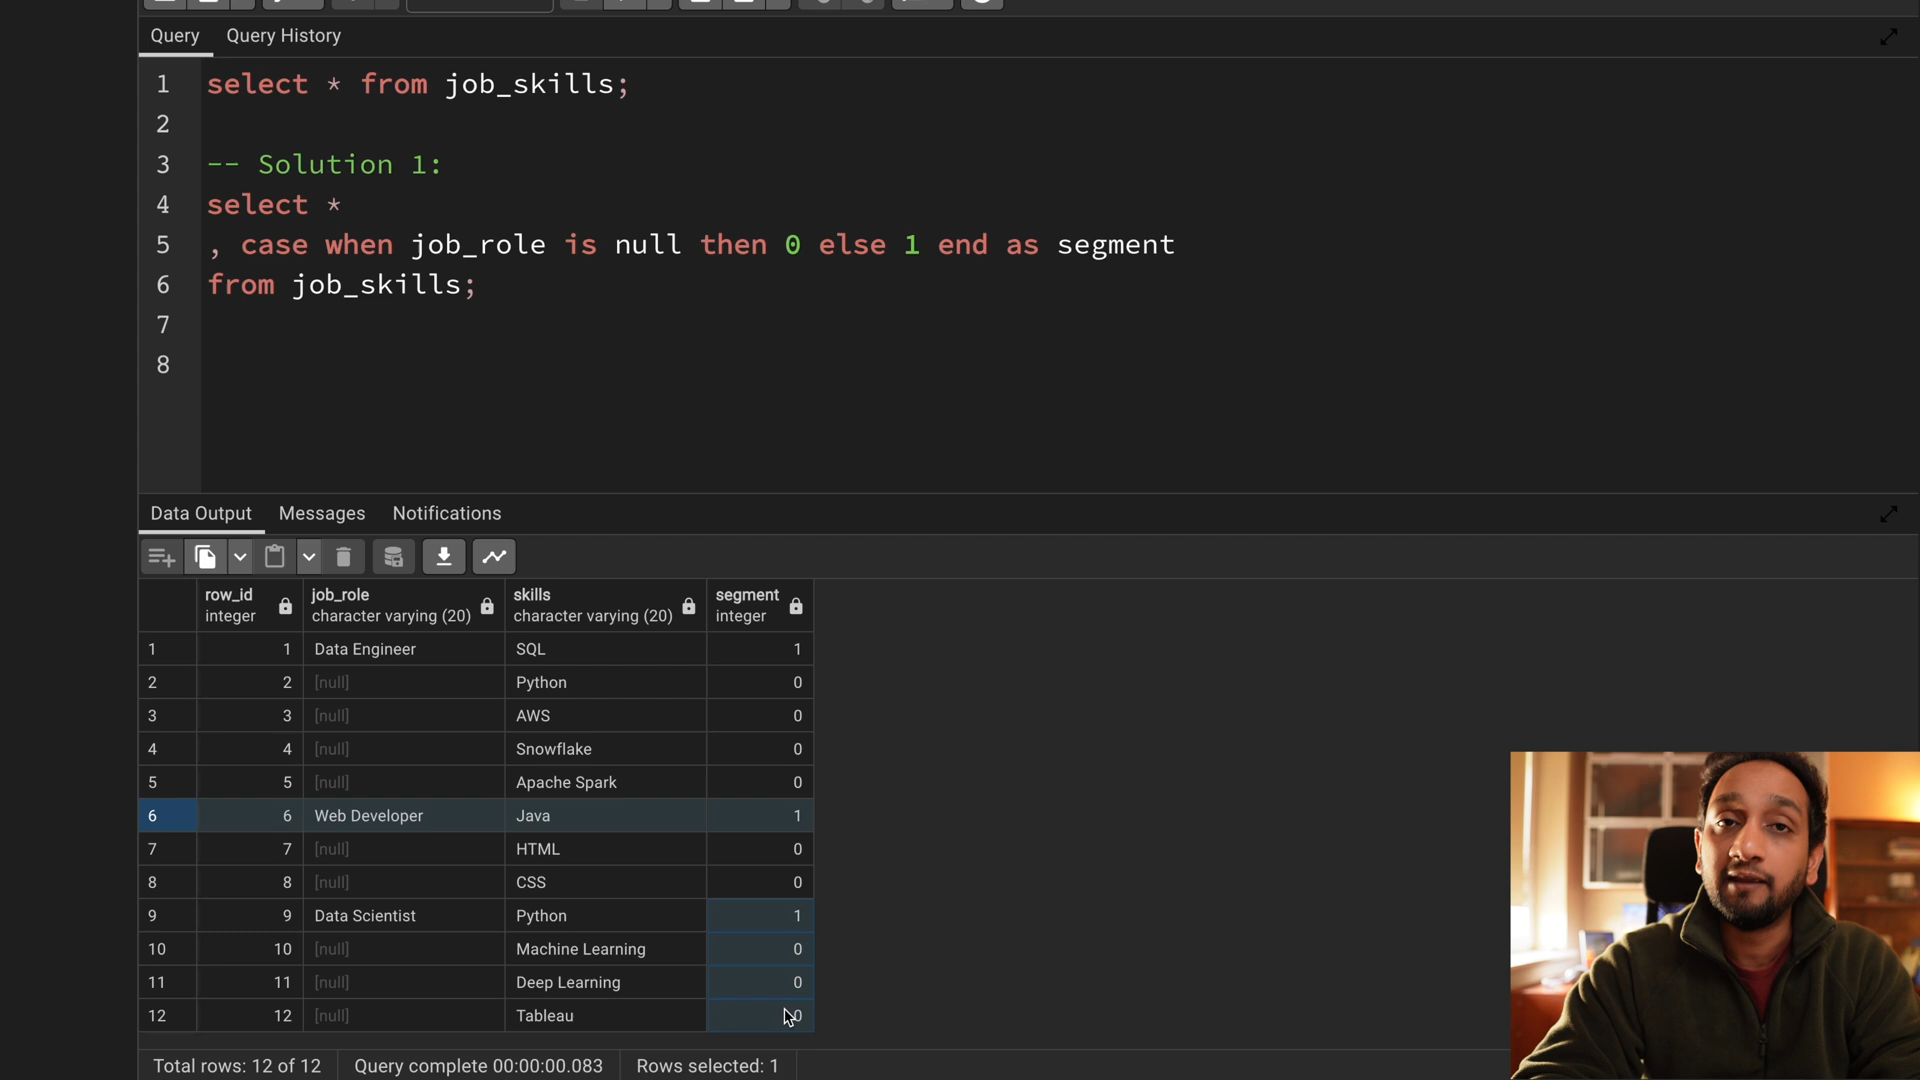 Query Query History
1 select * from job_skills;
2
3 -- Solution 1:
4 select *
5 , case when job_role is null then 0 else 1 end as segment
6 from job_skills;
7
8
Data Output Messages Notifications
row_id job_role skills segment
integer character varying (20) character varying (20) integer
1 1 Data Engineer SQL 1
2 2 [null] Python 0
3 3 [null] AWS 0
4 4 [null] Snowflake 0
5 5 [null] Apache Spark 0
6 6 Web Developer Java 1
7 7 [null] HTML 0
8 8 [null] CSS 0
9 9 Data Scientist Python 1
10 10 [null] Machine Learning 0
11 11 [null] Deep Learning 0
12 12 [null] Tableau 0
Total rows: 12 of 12 Query complete 00:00:00.083 Rows selected: 1